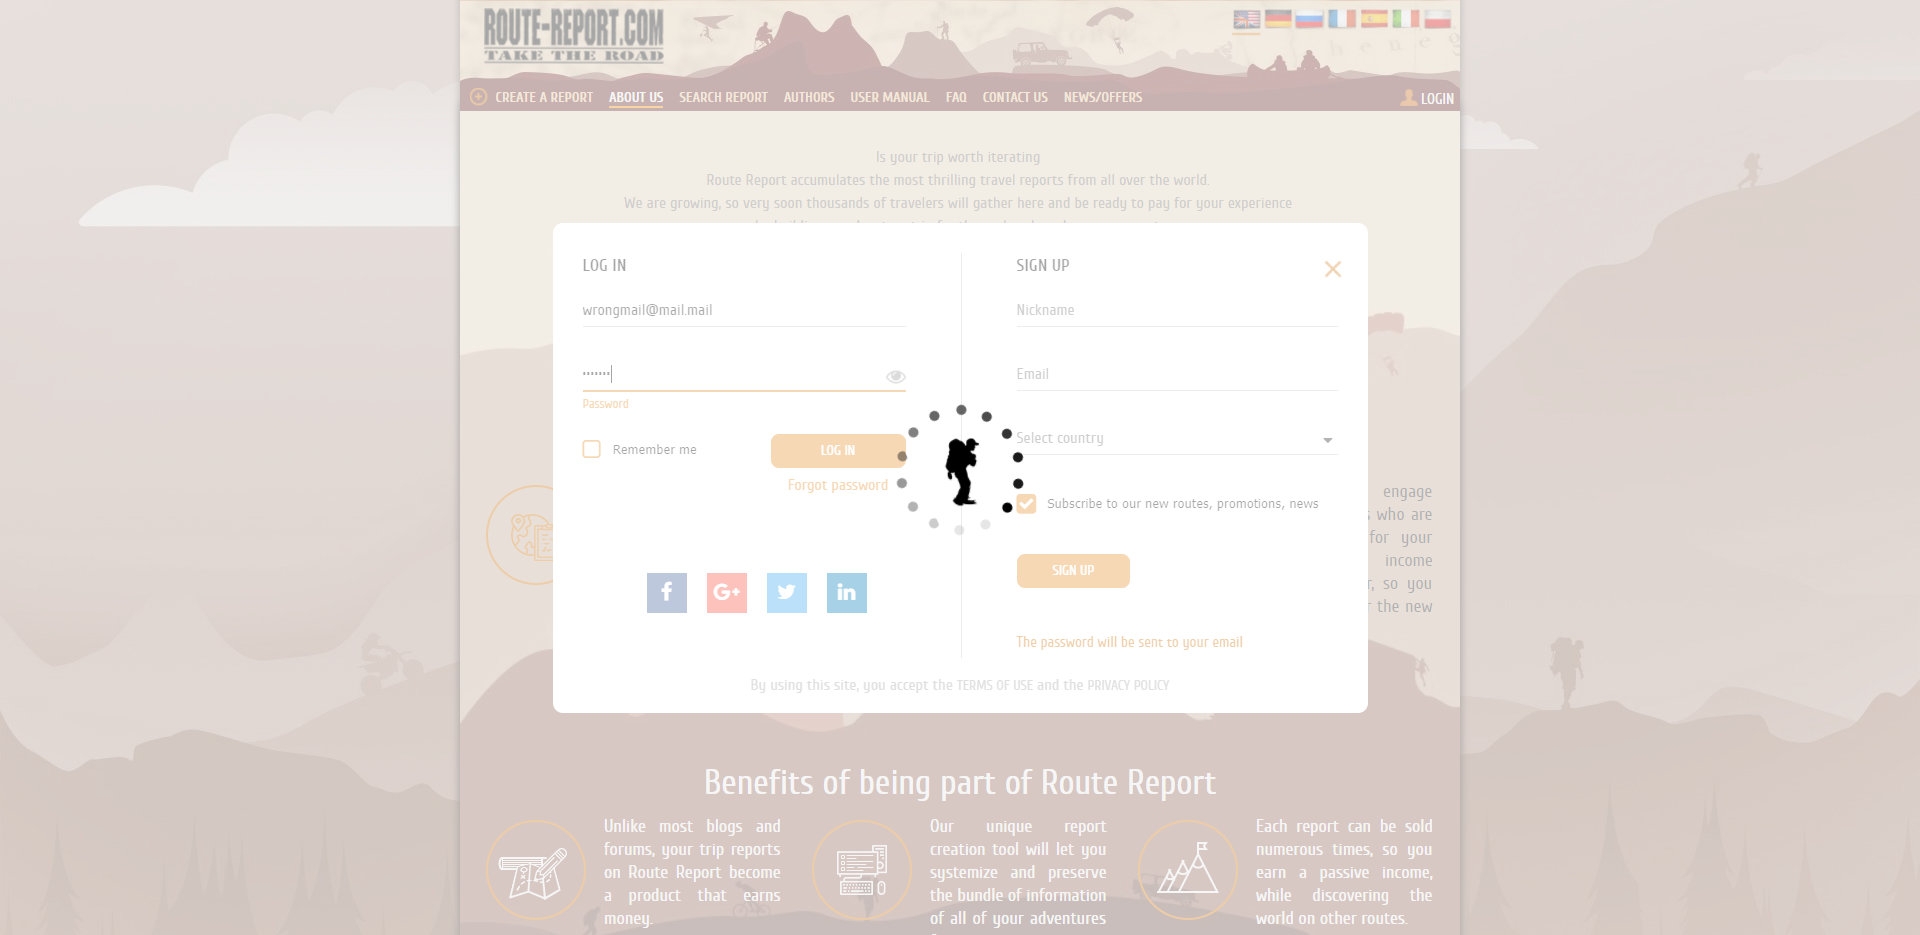 ROUTE-REPORT.COM
TAKE THE ROAD
CREATE A REPORT ABOUT US SEARCH REPORT AUTHORS USER MANUAL FAQ CONTACT US NEWS/OFFERS LOGIN
Is your trip worth iterating
Route Report accumulates the most thrilling travel reports from all over the world.
We are growing, so very soon thousands of travelers will gather here and be ready to pay for your experience
LOG IN
wrongmail@mail.mail
Password
Remember me
LOG IN
Forgot password
SIGN UP
Nickname
Email
Select country
Subscribe to our new routes, promotions, news
SIGN UP
The password will be sent to your email
By using this site, you accept the TERMS OF USE and the PRIVACY POLICY
engage
who are
for your
income
so you
the new
Benefits of being part of Route Report
Unlike most blogs and
forums, your trip reports
on Route Report become
a product that earns
money.
Our unique report
creation tool will let you
systemize and preserve
the bundle of information
of all of your adventures
Each report can be sold
numerous times, so you
earn a passive income,
while discovering the
world on other routes.